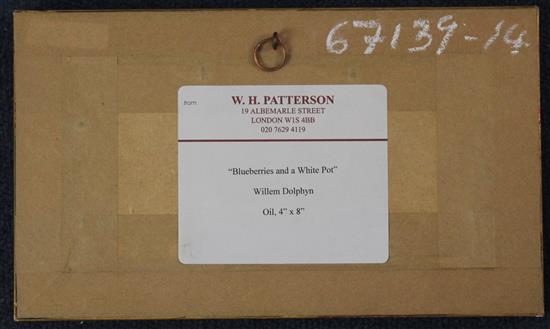 67139-14
from
W. H. PATTERSON
19 ALBEMARLE STREET
LONDON W1S 4BB
020 7629 4119
"Blueberries and a White Pot"
Willem Dolphyn
Oil, 4" x 8"